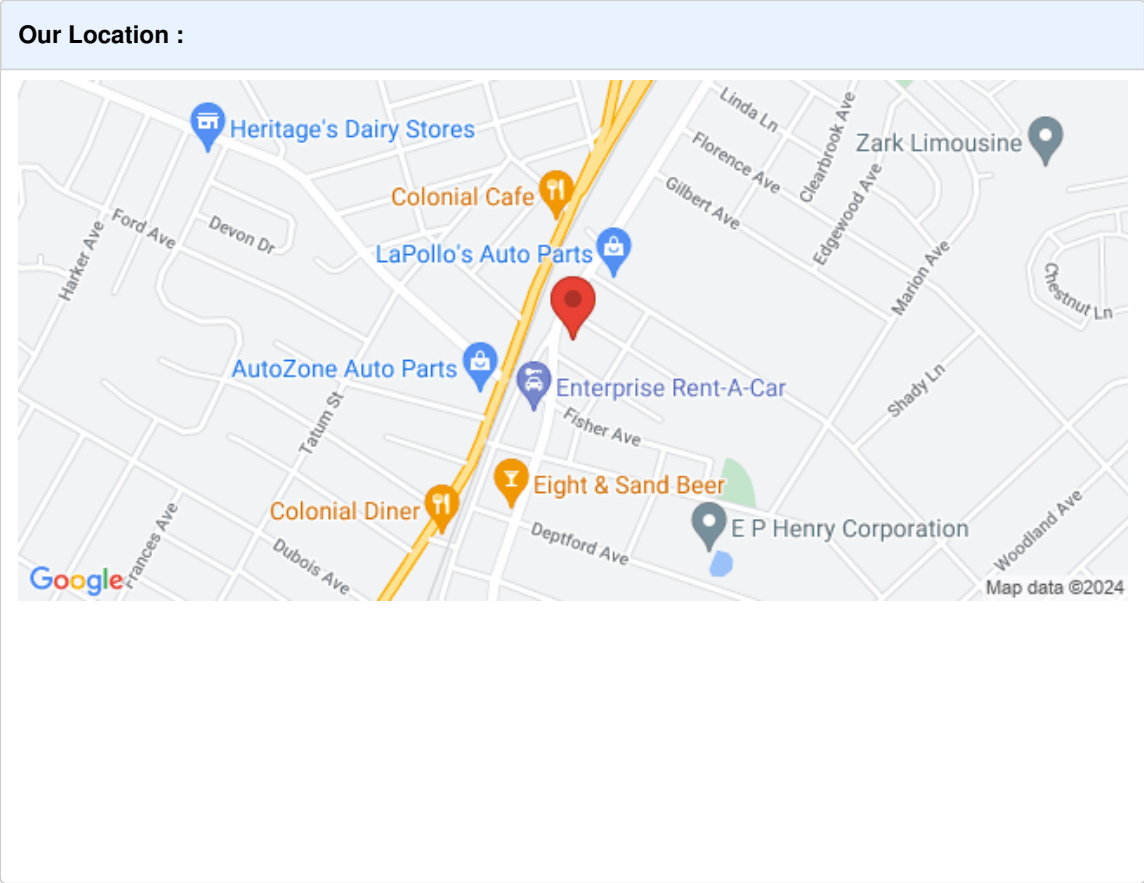 Our Location :
Linda Ln
Clearbrook Ave
Heritage's Dairy Stores
Florence Ave
Zark Limousine
Colonial Cafe
Gilbert Ave
Edgewood Ave
Ford Ave
Devon Dr
Harker Ave
LaPollo's Auto Parts
Marion Ave
Chestnut Ln
AutoZone Auto Parts
Enterprise Rent-A-Car
Shady Ln
Tatum St
Fisher Ave
Eight & Sand Beer
Colonial Diner
E P Henry Corporation
Deptford Ave
Woodland Ave
Frances Ave
Dubois Ave
Google
Map data ©2024